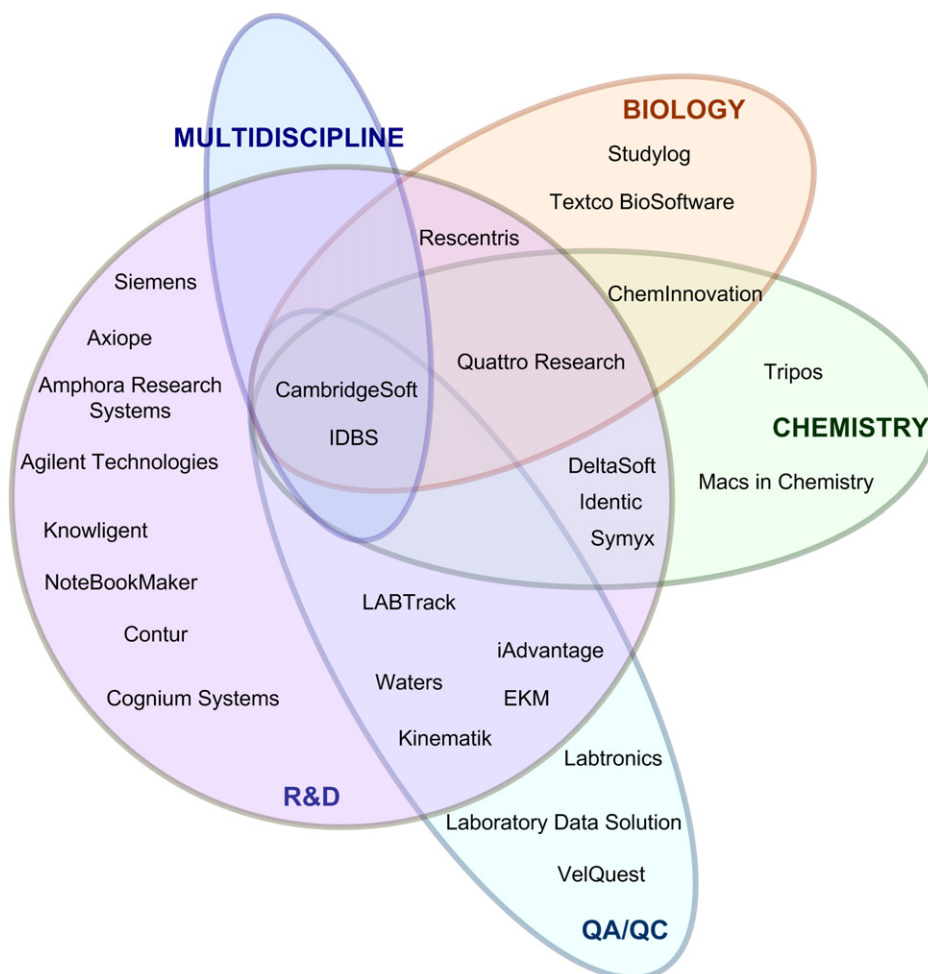 MULTIDISCIPLINE
BIOLOGY
Studylog
Textco BioSoftware
Rescentris
Siemens
ChemInnovation
Axiope
Quattro Research
Tripos
Amphora Research
Systems
CambridgeSoft
CHEMISTRY
IDBS
Agilent Technologies
DeltaSoft
Macs in Chemistry
Identic
Knowligent
Symyx
NoteBookMaker
LABTrack
Contur
iAdvantage
Waters
EKM
Cognium Systems
Kinematik
Labtronics
R&D
Laboratory Data Solution
VelQuest
QA/QC